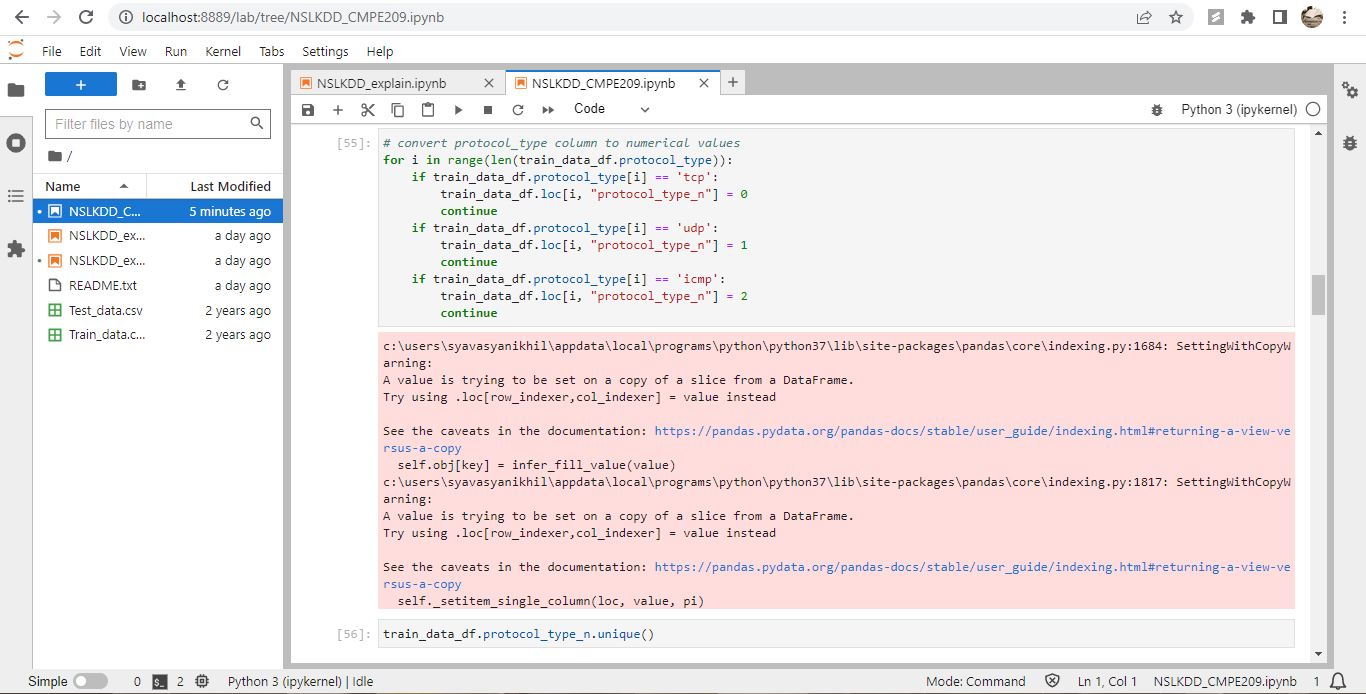 localhost:8889/lab/tree/NSLKDD_CMPE209.ipynb
File Edit View Run Kernel Tabs Settings Help
Filter files by name
/
Name Last Modified
NSLKDD_C... 5 minutes ago
NSLKDD_ex... a day ago
NSLKDD_ex... a day ago
README.txt a day ago
Test_data.csv 2 years ago
Train_data.c... 2 years ago
NSLKDD_explain.ipynb NSLKDD_CMPE209.ipynb
Code Python 3 (ipykernel)
[55]: # convert protocol_type column to numerical values
for i in range(len(train_data_df.protocol_type)):
    if train_data_df.protocol_type[i] == 'tcp':
        train_data_df.loc[i, "protocol_type_n"] = 0
        continue
    if train_data_df.protocol_type[i] == 'udp':
        train_data_df.loc[i, "protocol_type_n"] = 1
        continue
    if train_data_df.protocol_type[i] == 'icmp':
        train_data_df.loc[i, "protocol_type_n"] = 2
        continue
c:\users\syavasyanikhil\appdata\local\programs\python\python37\lib\site-packages\pandas\core\indexing.py:1684: SettingWithCopyW
arning:
A value is trying to be set on a copy of a slice from a DataFrame.
Try using .loc[row_indexer,col_indexer] = value instead
See the caveats in the documentation: https://pandas.pydata.org/pandas-docs/stable/user_guide/indexing.html#returning-a-view-ve
rsus-a-copy
  self.obj[key] = infer_fill_value(value)
c:\users\syavasyanikhil\appdata\local\programs\python\python37\lib\site-packages\pandas\core\indexing.py:1817: SettingWithCopyW
arning:
A value is trying to be set on a copy of a slice from a DataFrame.
Try using .loc[row_indexer,col_indexer] = value instead
See the caveats in the documentation: https://pandas.pydata.org/pandas-docs/stable/user_guide/indexing.html#returning-a-view-ve
rsus-a-copy
  self._setitem_single_column(loc, value, pi)
[56]: train_data_df.protocol_type_n.unique()
Simple 0 2 Python 3 (ipykernel) | Idle Mode: Command Ln 1, Col 1 NSLKDD_CMPE209.ipynb 1